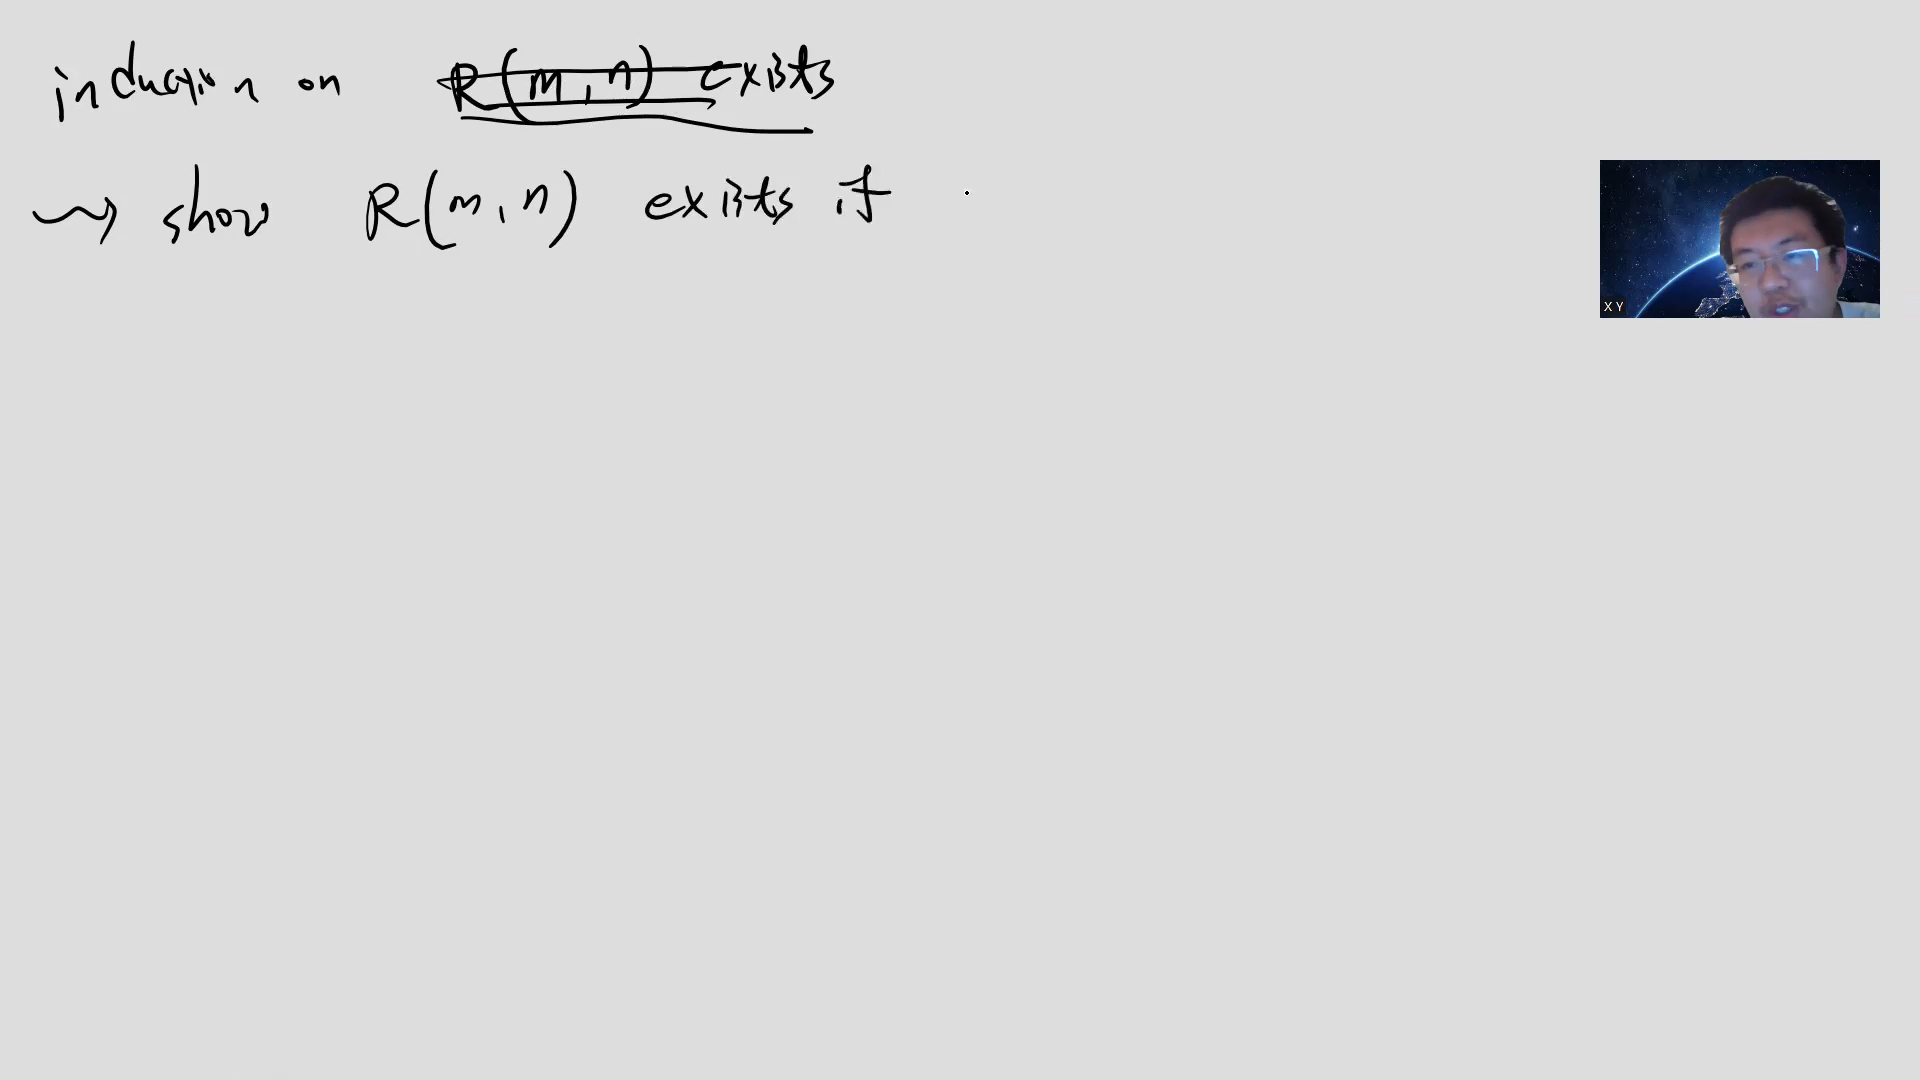 induction on R(m,n) exists
⇝ show R(m,n) exists if
X Y